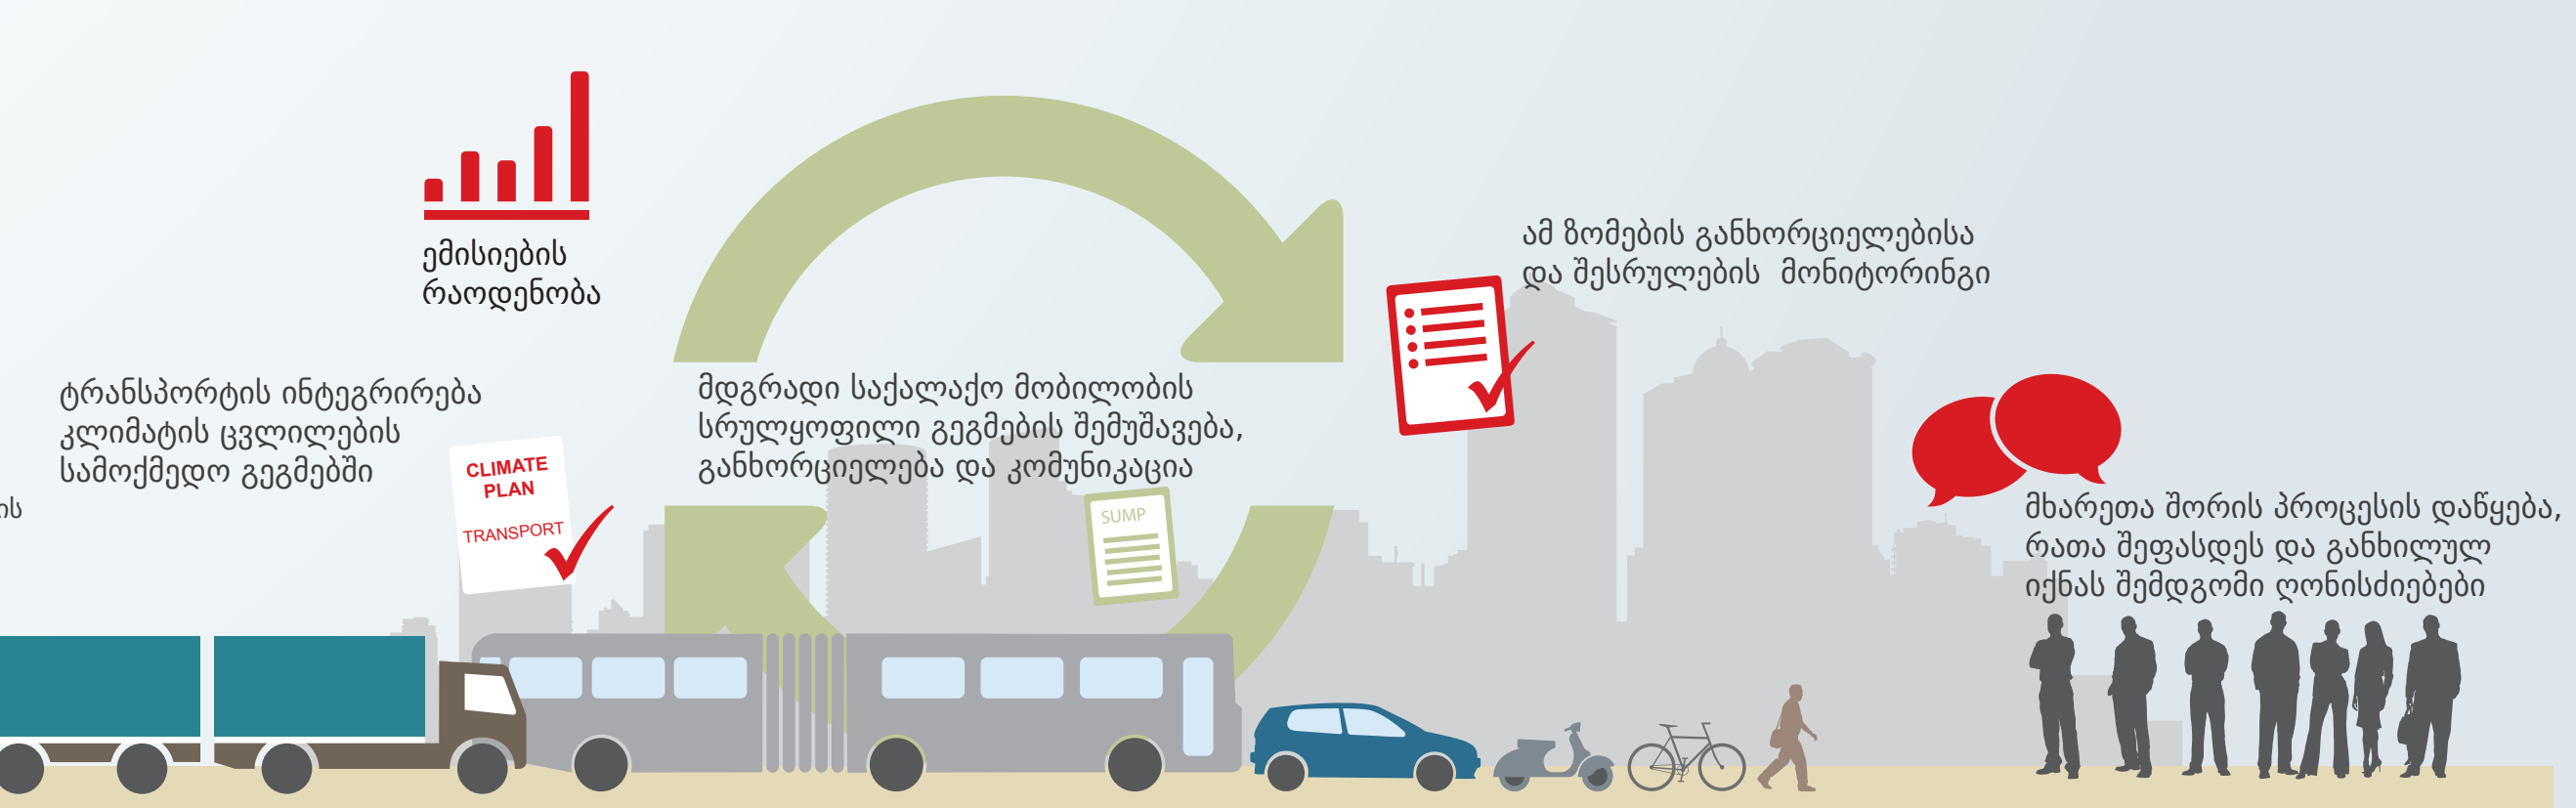 ემისიების
რაოდენობა
ტრანსპორტის ინტეგრირება
კლიმატის ცვლილების
სამოქმედო გეგმებში
ის
CLIMATE
PLAN
TRANSPORT
მდგრადი საქალაქო მობილობის
სრულყოფილი გეგმების შემუშავება,
განხორციელება და კომუნიკაცია
SUMP
ამ ზომების განხორციელებისა
და შესრულების მონიტორინგი
მხარეთა შორის პროცესის დაწყება,
რათა შეფასდეს და განხილულ
იქნას შემდგომი ღონისძიებები